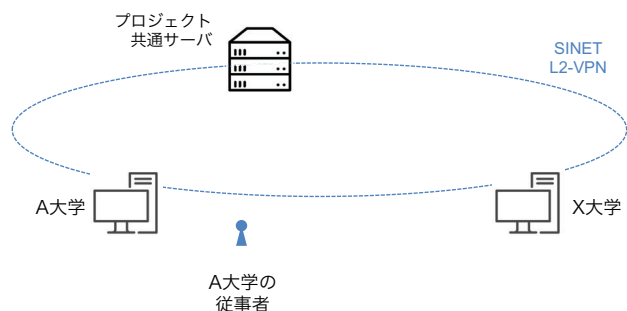 プロジェクト
共通サーバ
SINET
L2-VPN
A大学
X大学
A大学の
従事者